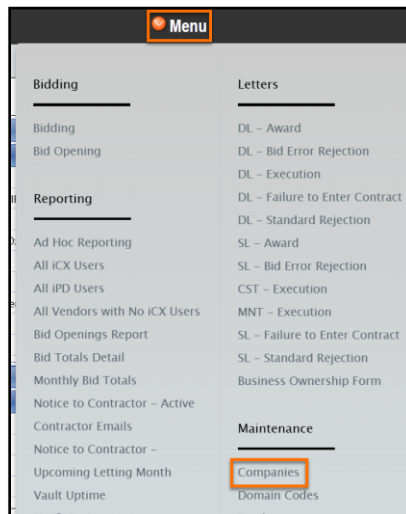 Menu
Bidding
Bidding
Bid Opening
Reporting
Ad Hoc Reporting
All iCX Users
All iPD Users
All Vendors with No iCX Users
Bid Openings Report
Bid Totals Detail
Monthly Bid Totals
Notice to Contractor – Active
Contractor Emails
Notice to Contractor –
Upcoming Letting Month
Vault Uptime
Letters
DL – Award
DL – Bid Error Rejection
DL – Execution
DL – Failure to Enter Contract
DL – Standard Rejection
SL – Award
SL – Bid Error Rejection
CST – Execution
MNT – Execution
SL – Failure to Enter Contract
SL – Standard Rejection
Business Ownership Form
Maintenance
Companies
Domain Codes